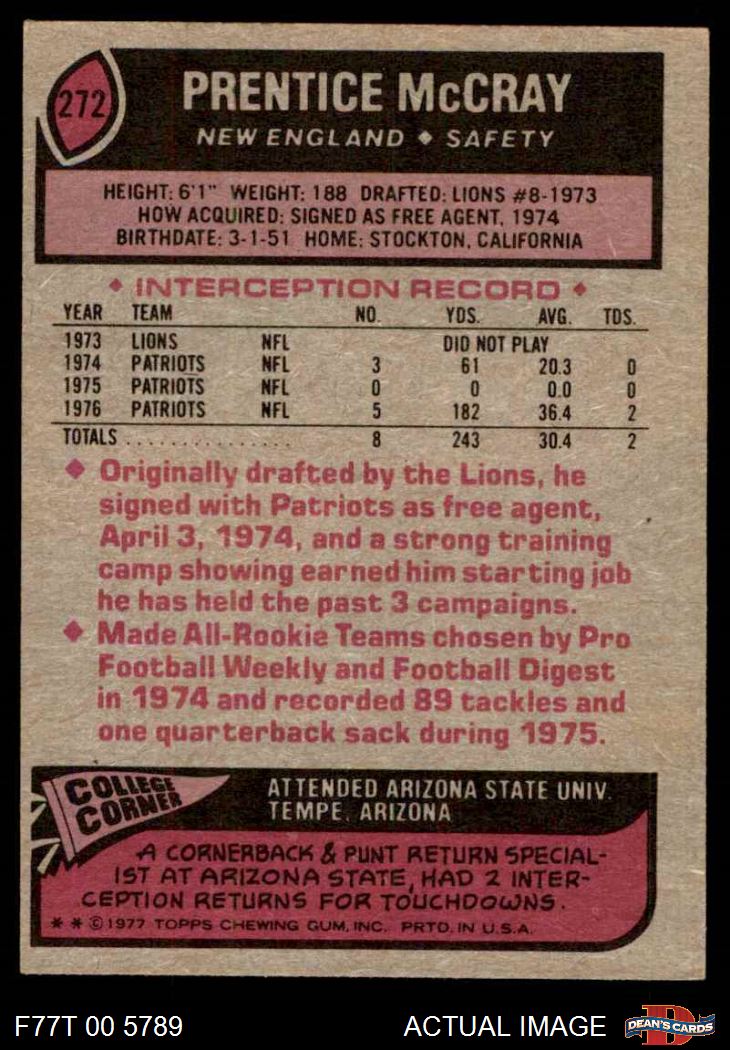 272
PRENTICE McCRAY
NEW ENGLAND ◆ SAFETY
HEIGHT: 6'1" WEIGHT: 188 DRAFTED: LIONS #8-1973
HOW ACQUIRED: SIGNED AS FREE AGENT, 1974
BIRTHDATE: 3-1-51 HOME: STOCKTON, CALIFORNIA
◆ INTERCEPTION RECORD ◆
YEAR TEAM NO. YDS. AVG. TDS.
1973 LIONS NFL DID NOT PLAY
1974 PATRIOTS NFL 3 61 20.3 0
1975 PATRIOTS NFL 0 0 0.0 0
1976 PATRIOTS NFL 5 182 36.4 2
TOTALS . . . . . . . . . . . . . . . 8 243 30.4 2
◆ Originally drafted by the Lions, he
signed with Patriots as free agent,
April 3, 1974, and a strong training
camp showing earned him starting job
he has held the past 3 campaigns.
◆ Made All-Rookie Teams chosen by Pro
Football Weekly and Football Digest
in 1974 and recorded 89 tackles and
one quarterback sack during 1975.
COLLEGE
CORNER
ATTENDED ARIZONA STATE UNIV.
TEMPE, ARIZONA
A CORNERBACK & PUNT RETURN SPECIAL-
IST AT ARIZONA STATE, HAD 2 INTER-
CEPTION RETURNS FOR TOUCHDOWNS.
* * © 1977 TOPPS CHEWING GUM, INC. PRTD. IN U.S.A.
F77T 00 5789
ACTUAL IMAGE
D
DEAN'S CARDS